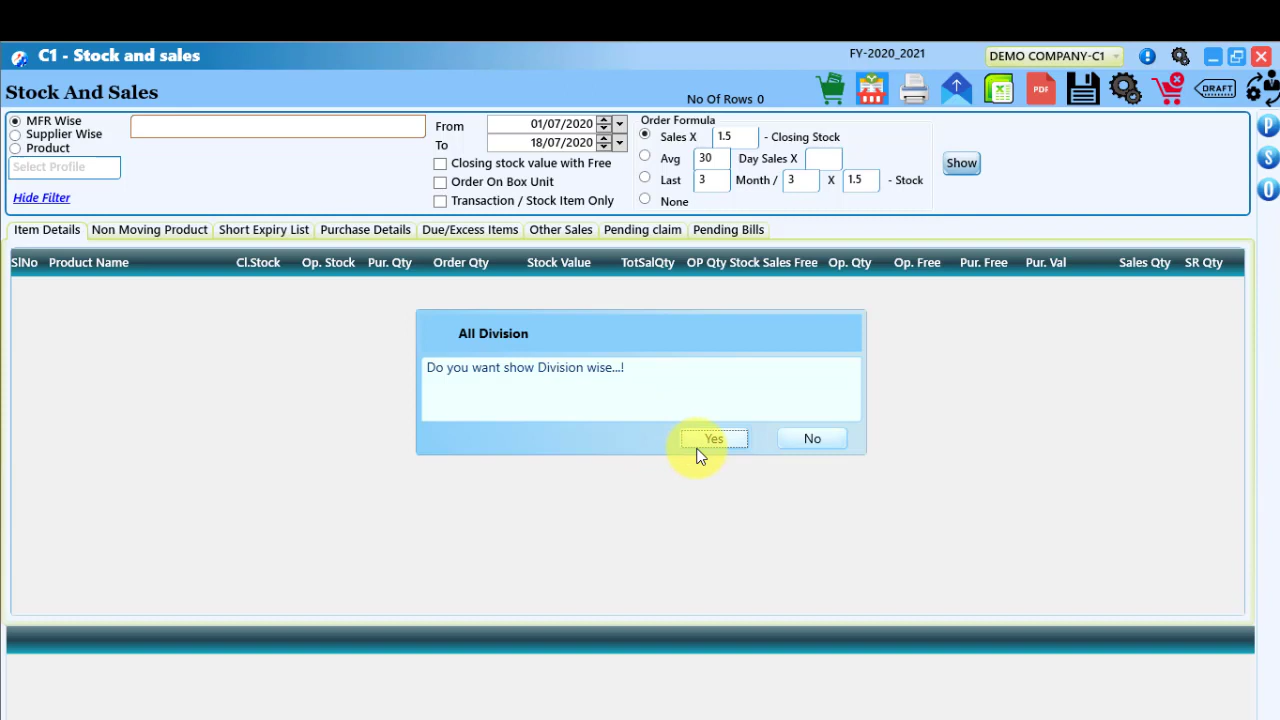 C1 - Stock and sales
FY-2020_2021
DEMO COMPANY-C1
Stock And Sales
No Of Rows 0
PDF
DRAFT
MFR Wise
Supplier Wise
Product
Select Profile
Hide Filter
From 01/07/2020
To 18/07/2020
Closing stock value with Free
Order On Box Unit
Transaction / Stock Item Only
Order Formula
Sales X 1.5 - Closing Stock
Avg 30 Day Sales X
Last 3 Month / 3 X 1.5 - Stock
None
Show
P
S
O
Item Details Non Moving Product Short Expiry List Purchase Details Due/Excess Items Other Sales Pending claim Pending Bills
SlNo Product Name Cl.Stock Op. Stock Pur. Qty Order Qty Stock Value TotSalQty OP Qty Stock Sales Free Op. Qty Op. Free Pur. Free Pur. Val Sales Qty SR Qty
All Division
Do you want show Division wise...!
Yes No